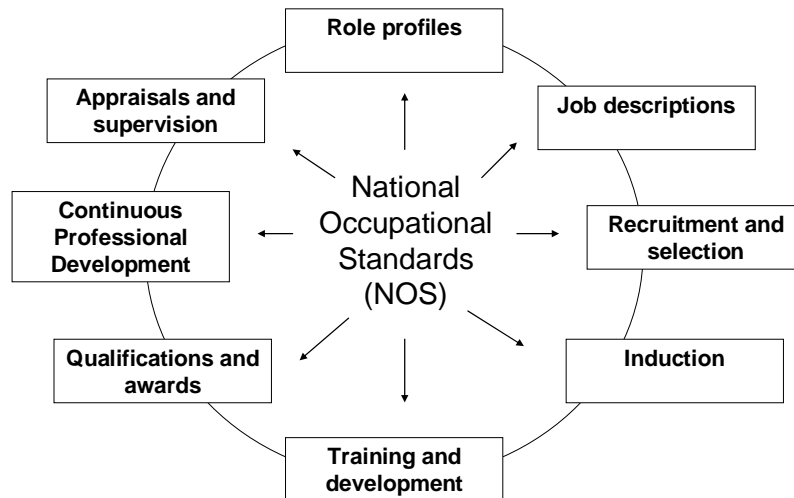 Role profiles
Appraisals and
supervision
Job descriptions
National
Occupational
Standards
(NOS)
Continuous
Professional
Development
Recruitment and
selection
Qualifications and
awards
Induction
Training and
development